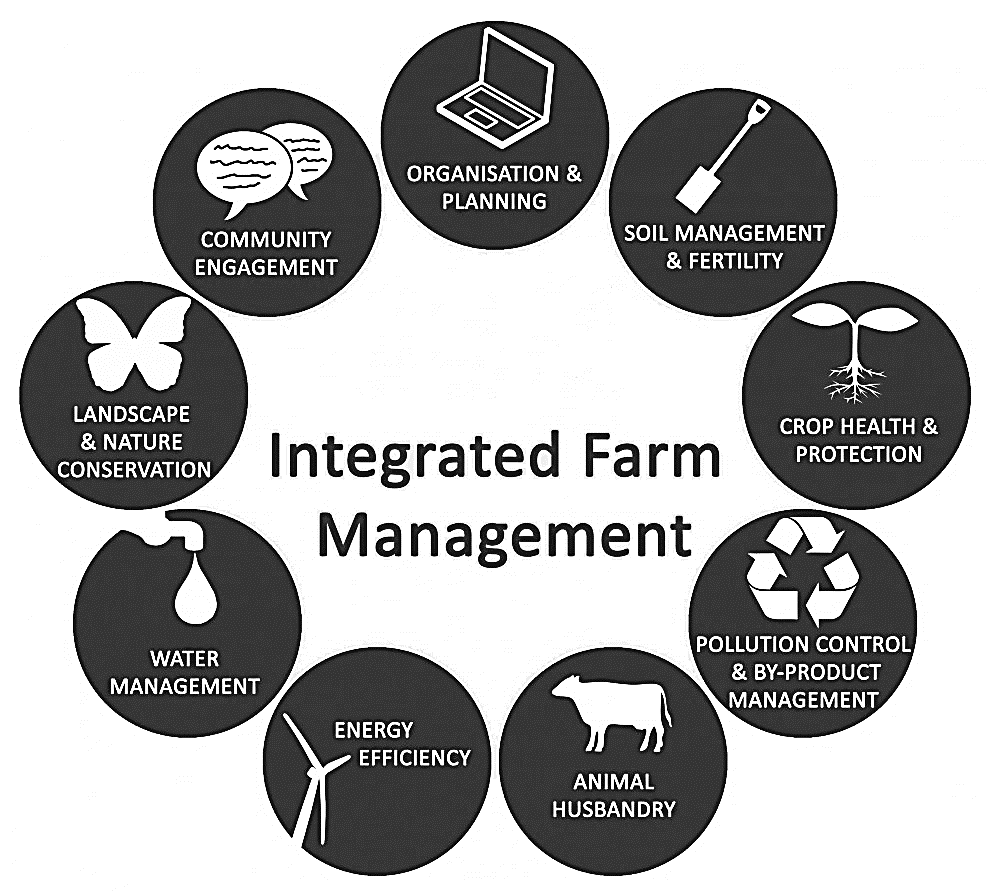 ORGANISATION &
PLANNING
SOIL MANAGEMENT
& FERTILITY
CROP HEALTH &
PROTECTION
POLLUTION CONTROL
& BY-PRODUCT
MANAGEMENT
ANIMAL
HUSBANDRY
ENERGY
EFFICIENCY
WATER
MANAGEMENT
LANDSCAPE
& NATURE
CONSERVATION
COMMUNITY
ENGAGEMENT
Integrated Farm
Management